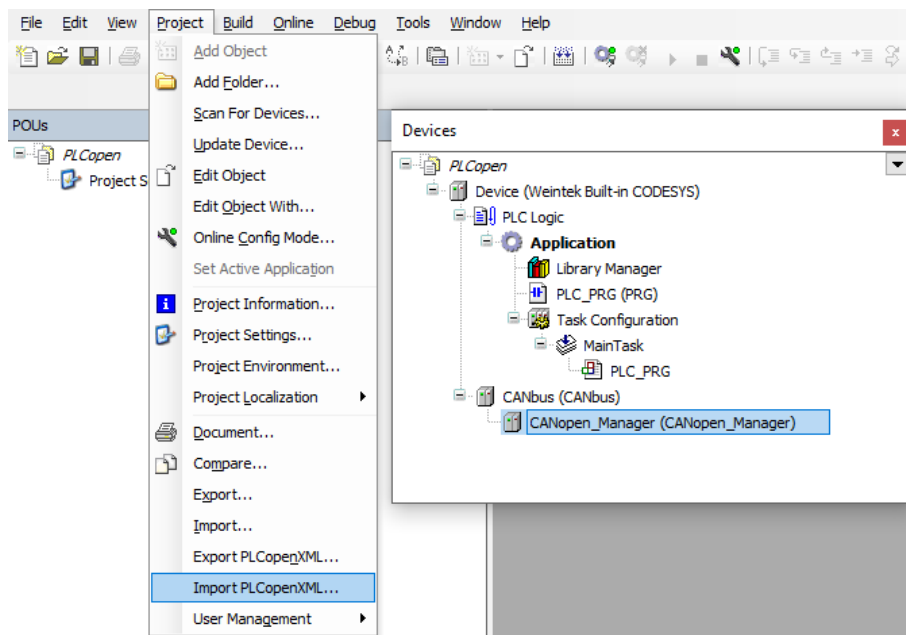 File Edit View Project Build Online Debug Tools Window Help
POUs
PLCopen
Project S
Add Object
Add Folder...
Scan For Devices...
Update Device...
Edit Object
Edit Object With...
Online Config Mode...
Set Active Application
Project Information...
Project Settings...
Project Environment...
Project Localization
Document...
Compare...
Export...
Import...
Export PLCopenXML...
Import PLCopenXML...
User Management
Devices
PLCopen
Device (Weintek Built-in CODESYS)
PLC Logic
Application
Library Manager
PLC_PRG (PRG)
Task Configuration
MainTask
PLC_PRG
CANbus (CANbus)
CANopen_Manager (CANopen_Manager)